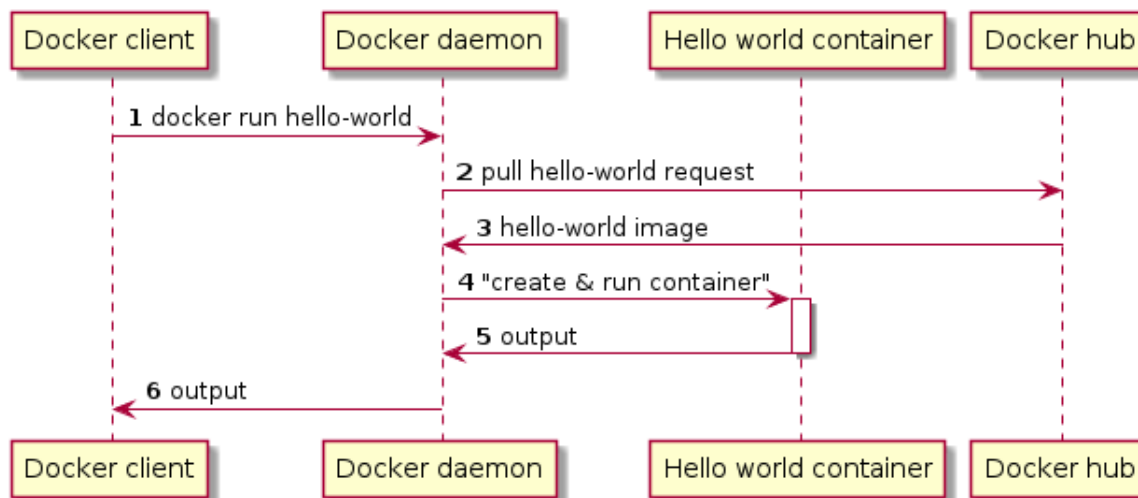 Docker client
Docker daemon
Hello world container
Docker hub
1 docker run hello-world
2 pull hello-world request
3 hello-world image
4 "create & run container"
5 output
6 output
Docker client
Docker daemon
Hello world container
Docker hub